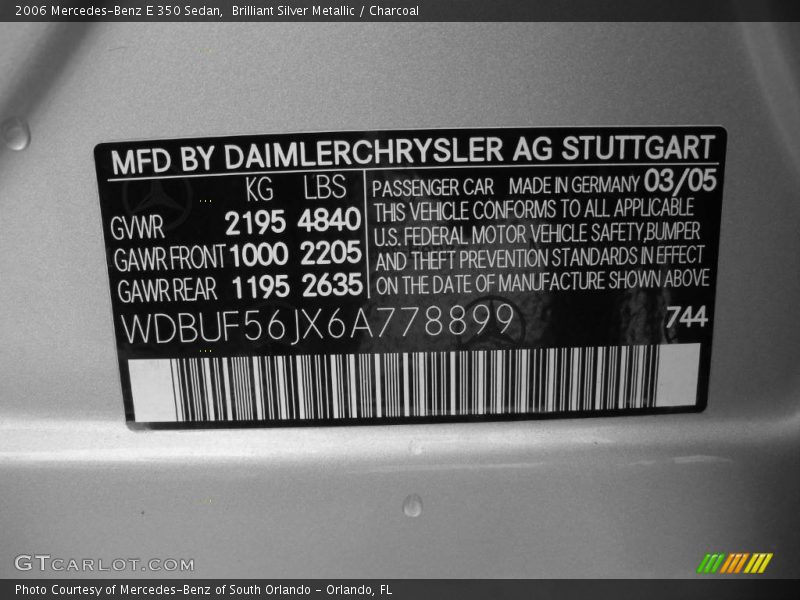 2006 Mercedes-Benz E 350 Sedan, Brilliant Silver Metallic / Charcoal
MFD BY DAIMLERCHRYSLER AG STUTTGART
KG LBS
GVWR 2195 4840
GAWR FRONT 1000 2205
GAWR REAR 1195 2635
PASSENGER CAR MADE IN GERMANY 03/05
THIS VEHICLE CONFORMS TO ALL APPLICABLE
U.S. FEDERAL MOTOR VEHICLE SAFETY,BUMPER
AND THEFT PREVENTION STANDARDS IN EFFECT
ON THE DATE OF MANUFACTURE SHOWN ABOVE
WDBUF56JX6A778899 744
GTCARLOT.COM
Photo Courtesy of Mercedes-Benz of South Orlando - Orlando, FL